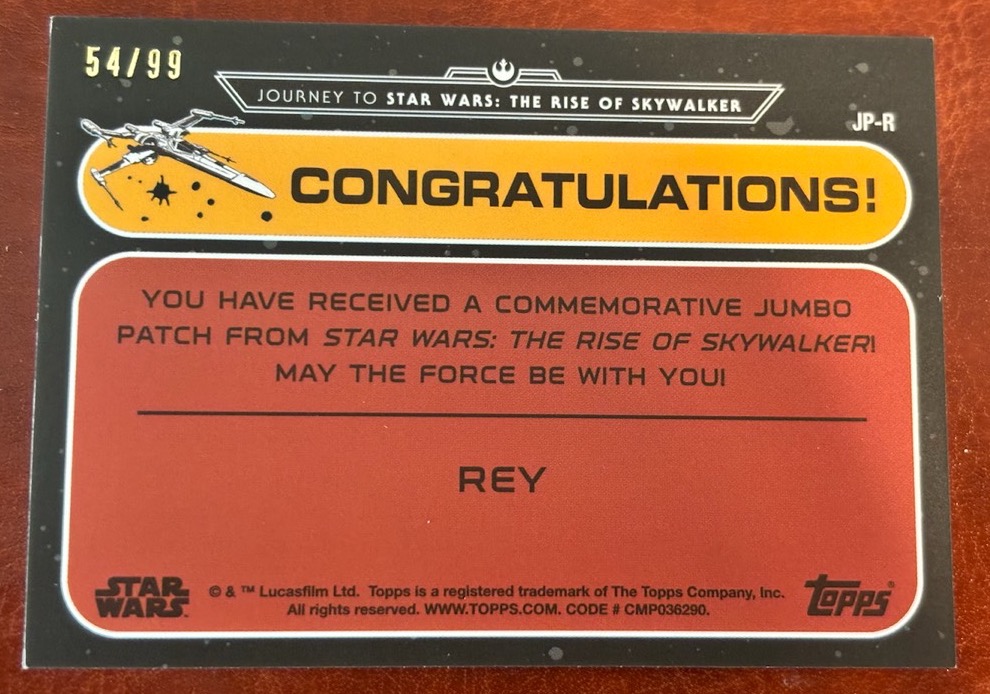 54/99
JOURNEY TO STAR WARS: THE RISE OF SKYWALKER
JP-R
CONGRATULATIONS!
YOU HAVE RECEIVED A COMMEMORATIVE JUMBO
PATCH FROM STAR WARS: THE RISE OF SKYWALKER!
MAY THE FORCE BE WITH YOU!
REY
STAR
WARS
© & ™ Lucasfilm Ltd. Topps is a registered trademark of The Topps Company, Inc.
All rights reserved. WWW.TOPPS.COM. CODE # CMP036290.
Topps®